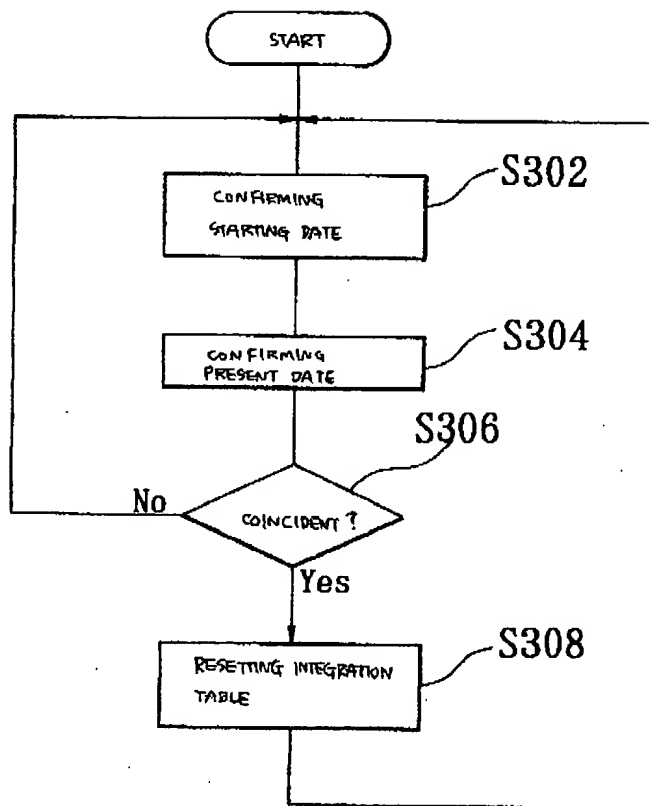 START
CONFIRMING
STARTING DATE
S302
CONFIRMING
PRESENT DATE
S304
S306
COINCIDENT?
No
Yes
RESETTING INTEGRATION
TABLE
S308